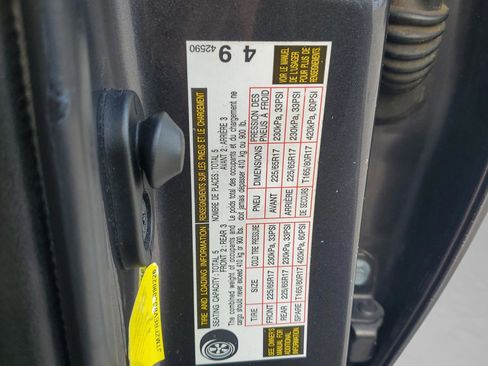 TIRE AND LOADING INFORMATION
RENSEIGNEMENTS SUR LES PNEUS ET LE CHARGEMENT
SEATING CAPACITY: TOTAL 5
FRONT 2 : REAR 3
The combined weight of occupants and
cargo should never exceed 410 kg or 900 lbs.
NOMBRE DE PLACES: TOTAL 5
AVANT 2 : ARRIÈRE 3
Le poids total des occupants et du chargement ne
doit jamais dépasser 410 kg ou 900 lb.
TIRE SIZE COLD TIRE PRESSURE
FRONT 225/65R17 230kPa, 33PSI
REAR 225/65R17 230kPa, 33PSI
SPARE T165/80R17 420kPa, 60PSI
SEE OWNER'S
MANUAL FOR
ADDITIONAL
INFORMATION
PNEU DIMENSIONS PRESSION DES
PNEUS À FROID
AVANT 225/65R17 230kPa, 33PSI
ARRIÈRE 225/65R17 230kPa, 33PSI
DE SECOURS T165/80R17 420kPa, 60PSI
VOIR LE MANUEL
DE L'USAGER
POUR PLUS DE
RENSEIGNEMENTS
4 9
42590